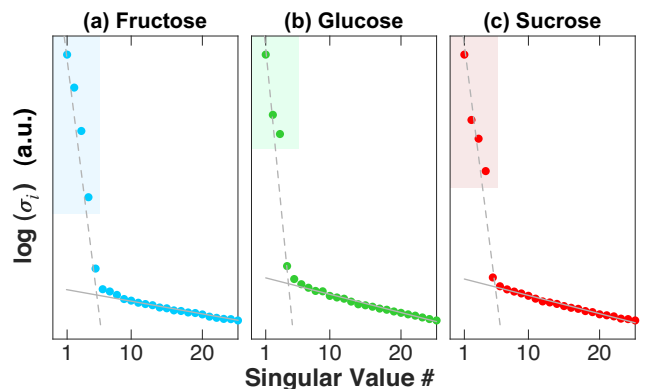 (a) Fructose (b) Glucose (c) Sucrose
log (σᵢ) (a.u.)
1 10 20 1 10 20 1 10 20
Singular Value #